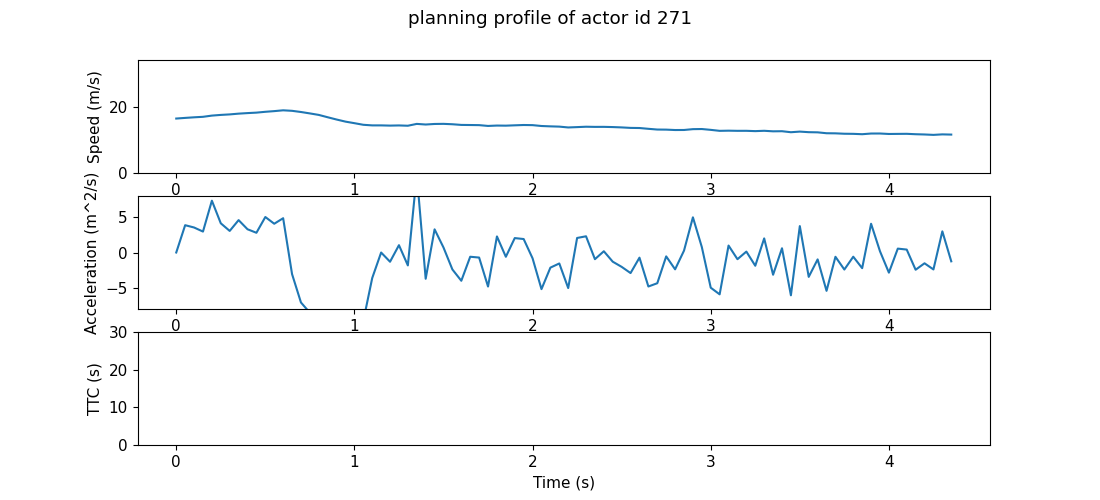 planning profile of actor id 271
Speed (m/s)
20
0
0 1 2 3 4
Acceleration (m^2/s)
5
0
−5
0 1 2 3 4
TTC (s)
30
20
10
0
0 1 2 3 4
Time (s)